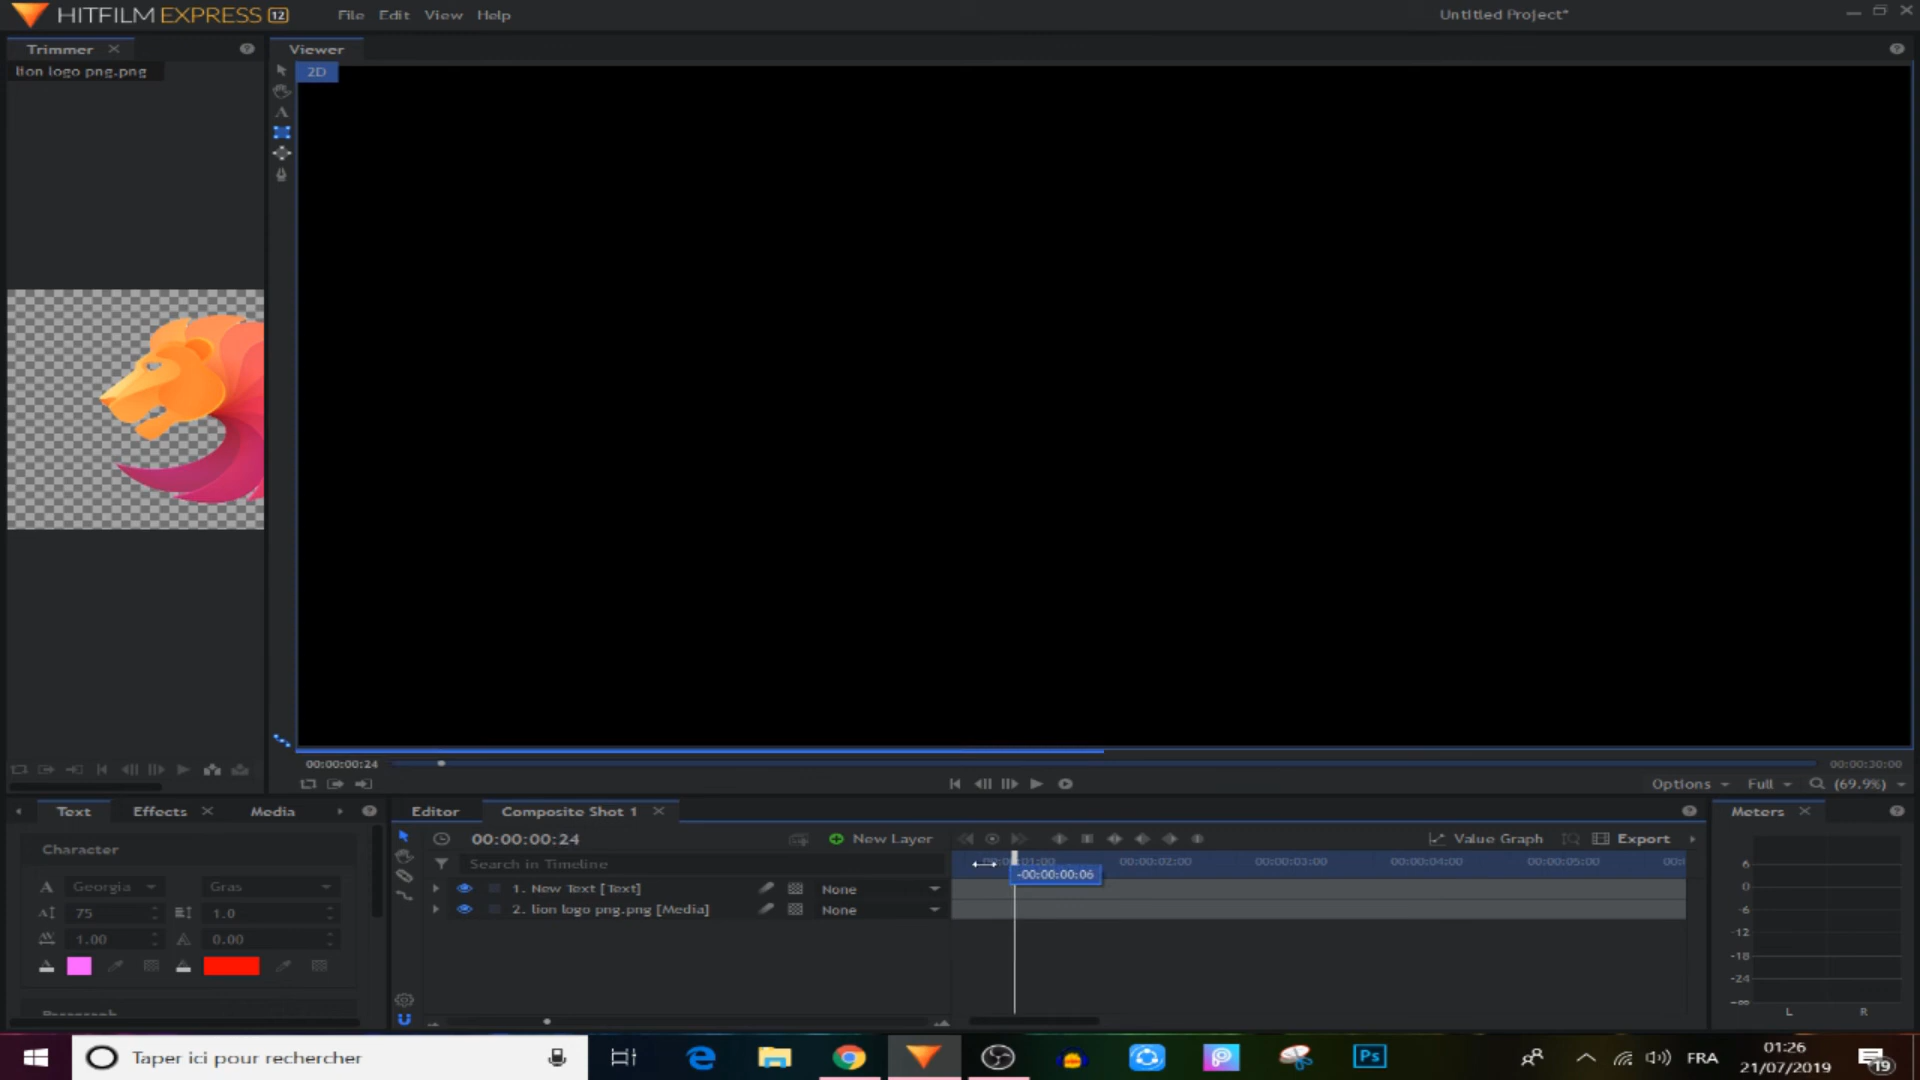 HITFILM EXPRESS 12
File Edit View Help
Untitled Project*
Trimmer
Viewer
lion logo png.png
2D
00:00:00:24
00:00:30:00
Options
Full
(69.9%)
Text
Effects
Media
Editor
Composite Shot 1
Meters
Character
00:00:00:24
New Layer
Value Graph
Export
Search in Timeline
01:00
00:00:02:00
00:00:03:00
00:00:04:00
00:00:05:00
-00:00:00:06
Georgia
Gras
1. New Text [Text]
None
75
1.0
2. lion logo png.png [Media]
None
1.00
0.00
6
0
-6
-12
-18
-24
-∞
L
R
Taper ici pour rechercher
Ps
FRA
01:26
21/07/2019
19